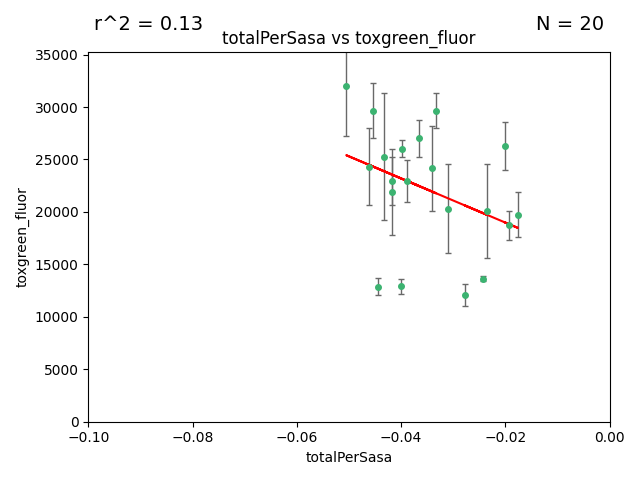 r^2 = 0.13
N = 20
totalPerSasa vs toxgreen_fluor
35000
30000
25000
20000
15000
10000
5000
0
toxgreen_fluor
−0.10
−0.08
−0.06
−0.04
−0.02
0.00
totalPerSasa